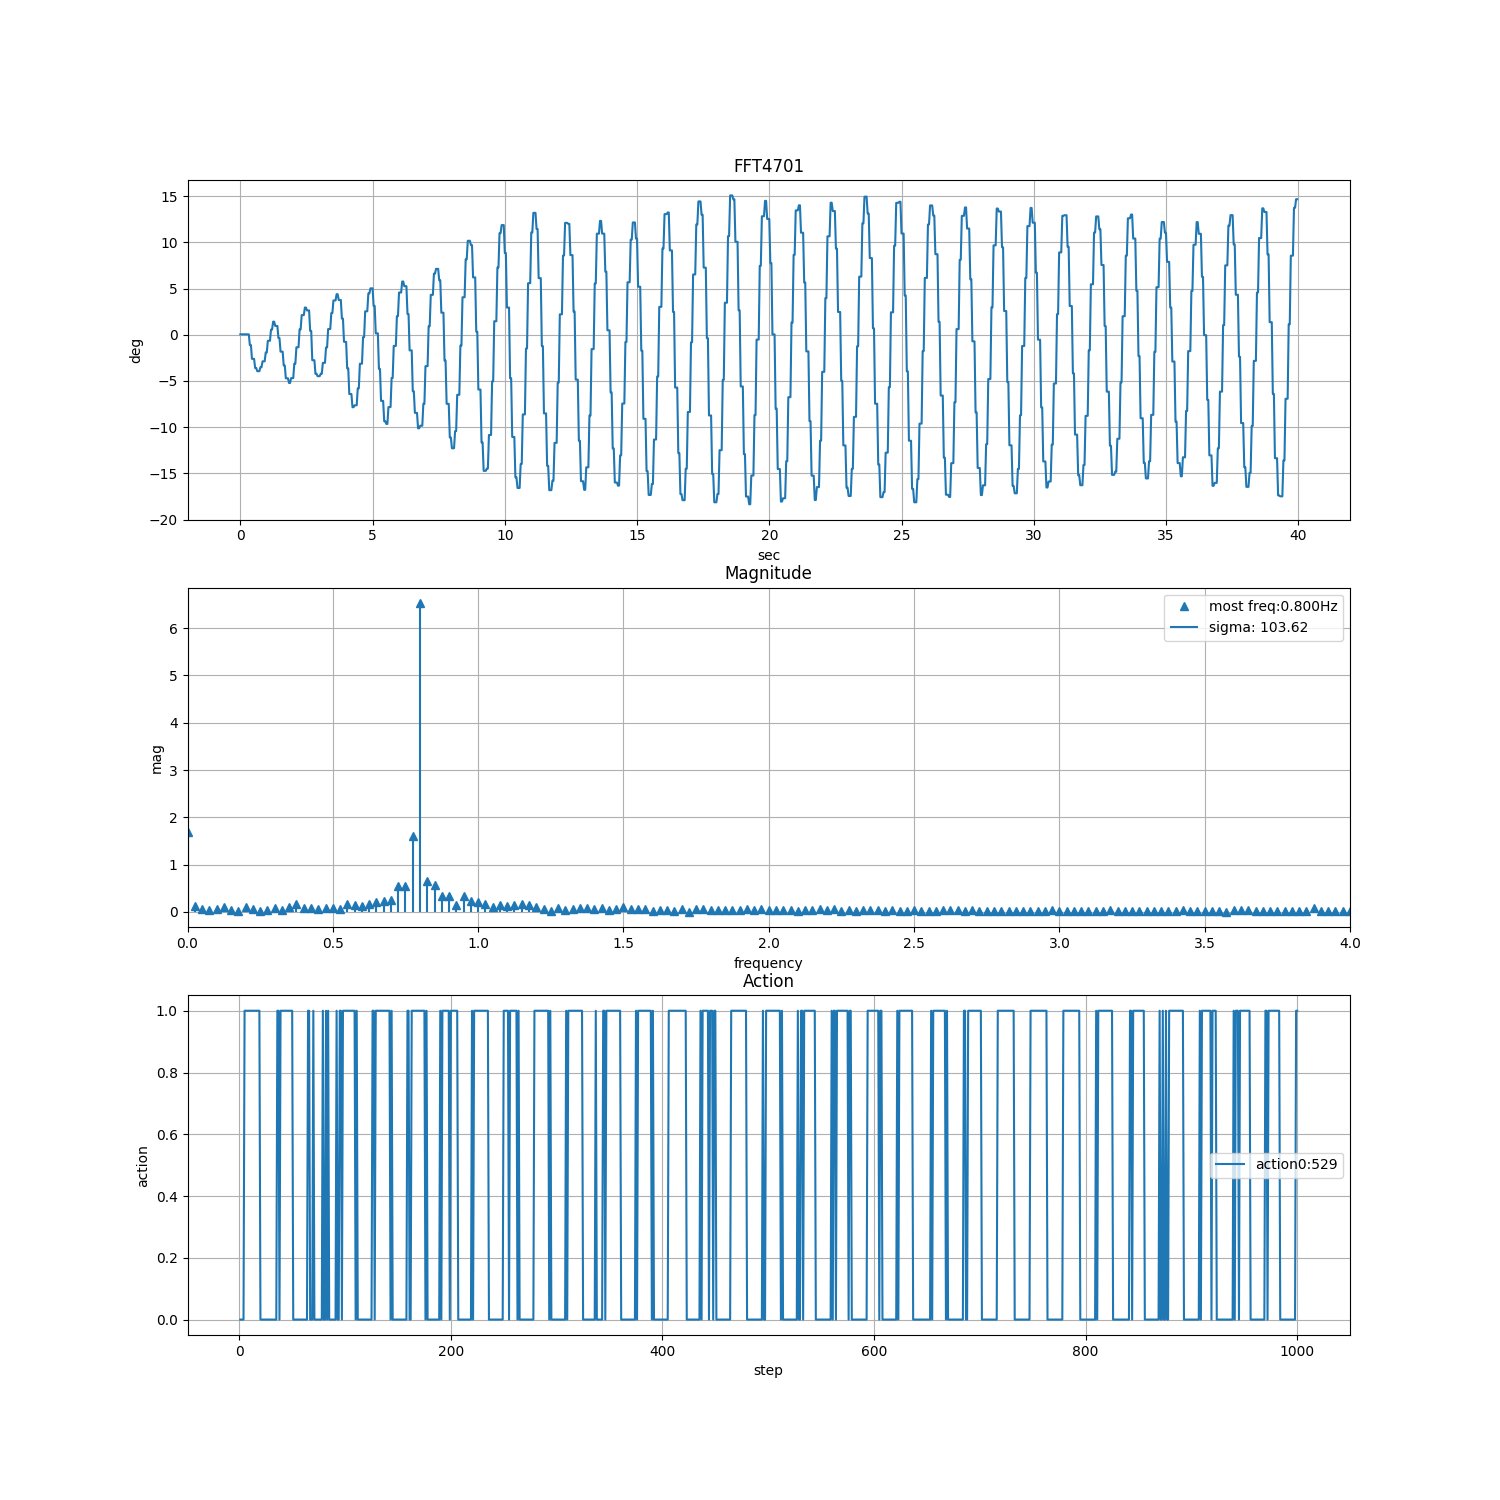 FFT4701
15
10
5
0
−5
−10
−15
−20
deg
0 5 10 15 20 25 30 35 40
sec
Magnitude
most freq:0.800Hz
sigma: 103.62
6
5
4
3
2
1
0
mag
0.0 0.5 1.0 1.5 2.0 2.5 3.0 3.5 4.0
frequency
Action
1.0
0.8
0.6
0.4
0.2
0.0
action
action0:529
0 200 400 600 800 1000
step